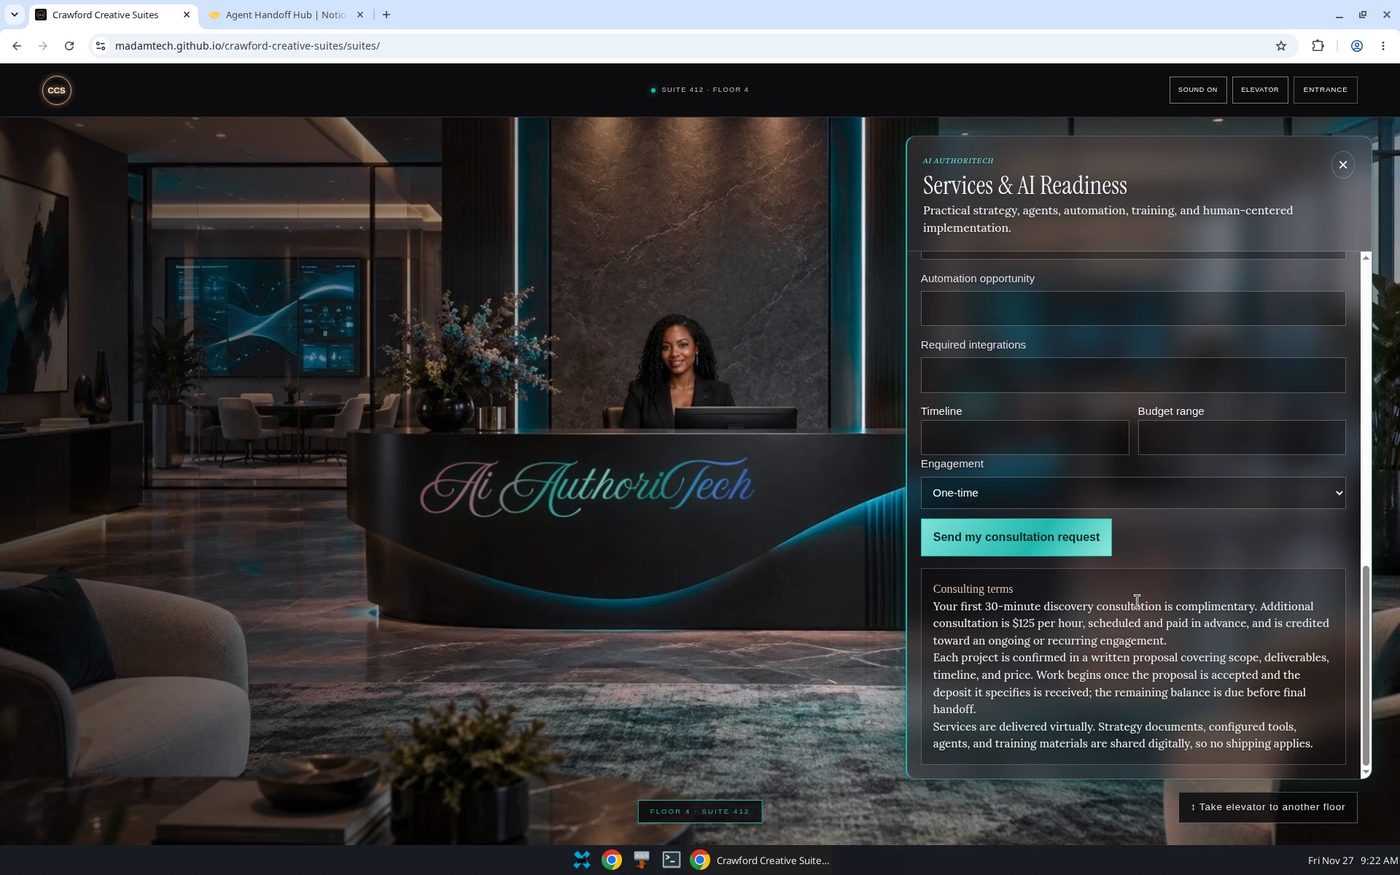 Crawford Creative Suites
Agent Handoff Hub | Notio
madamtech.github.io/crawford-creative-suites/suites/
CCS
SUITE 412 · FLOOR 4
SOUND ON
ELEVATOR
ENTRANCE
Ai AuthoriTech
AI AUTHORITECH
Services & AI Readiness
Practical strategy, agents, automation, training, and human-centered
implementation.
Automation opportunity
Required integrations
Timeline
Budget range
Engagement
One-time
Send my consultation request
Consulting terms
Your first 30-minute discovery consultation is complimentary. Additional
consultation is $125 per hour, scheduled and paid in advance, and is credited
toward an ongoing or recurring engagement.
Each project is confirmed in a written proposal covering scope, deliverables,
timeline, and price. Work begins once the proposal is accepted and the
deposit it specifies is received; the remaining balance is due before final
handoff.
Services are delivered virtually. Strategy documents, configured tools,
agents, and training materials are shared digitally, so no shipping applies.
FLOOR 4 · SUITE 412
↕ Take elevator to another floor
Crawford Creative Suite...
Fri Nov 27 9:22 AM